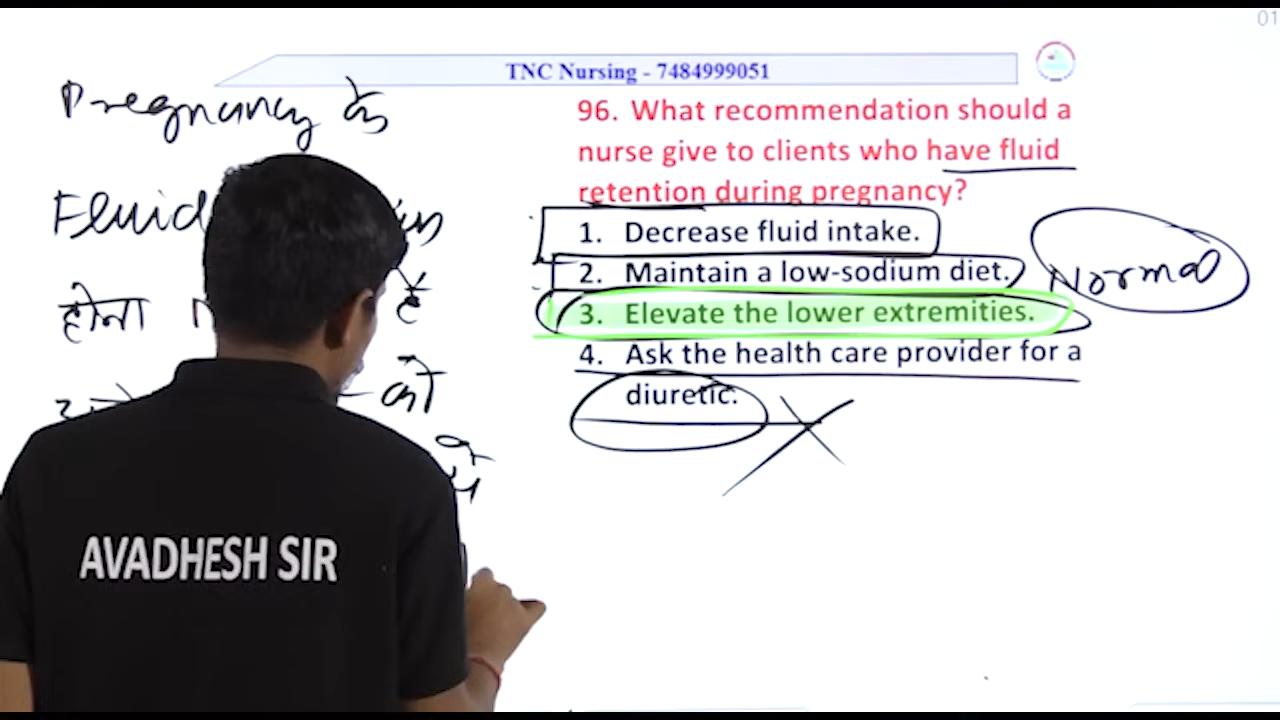 01
TNC Nursing - 7484999051
Pregnancy के
Fluid
होना
को
96. What recommendation should a
nurse give to clients who have fluid
retention during pregnancy?
1. Decrease fluid intake.
2. Maintain a low-sodium diet.
3. Elevate the lower extremities.
4. Ask the health care provider for a
diuretic.
Normal
AVADHESH SIR